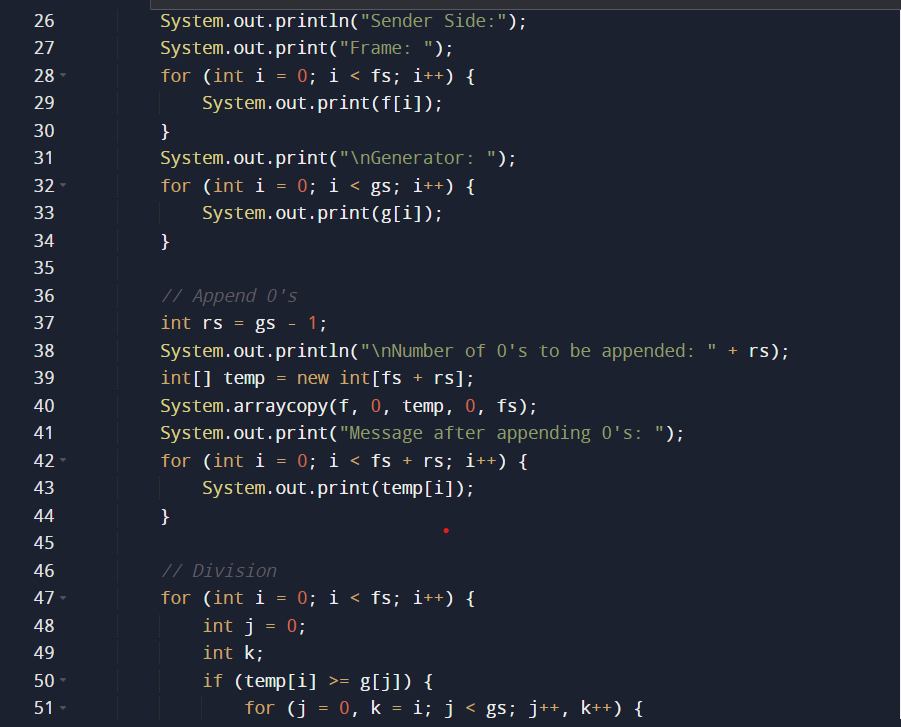 26 System.out.println("Sender Side:");
27 System.out.print("Frame: ");
28 for (int i = 0; i < fs; i++) {
29 System.out.print(f[i]);
30 }
31 System.out.print("\nGenerator: ");
32 for (int i = 0; i < gs; i++) {
33 System.out.print(g[i]);
34 }
35
36 // Append 0's
37 int rs = gs - 1;
38 System.out.println("\nNumber of 0's to be appended: " + rs);
39 int[] temp = new int[fs + rs];
40 System.arraycopy(f, 0, temp, 0, fs);
41 System.out.print("Message after appending 0's: ");
42 for (int i = 0; i < fs + rs; i++) {
43 System.out.print(temp[i]);
44 }
45
46 // Division
47 for (int i = 0; i < fs; i++) {
48 int j = 0;
49 int k;
50 if (temp[i] >= g[j]) {
51 for (j = 0, k = i; j < gs; j++, k++) {